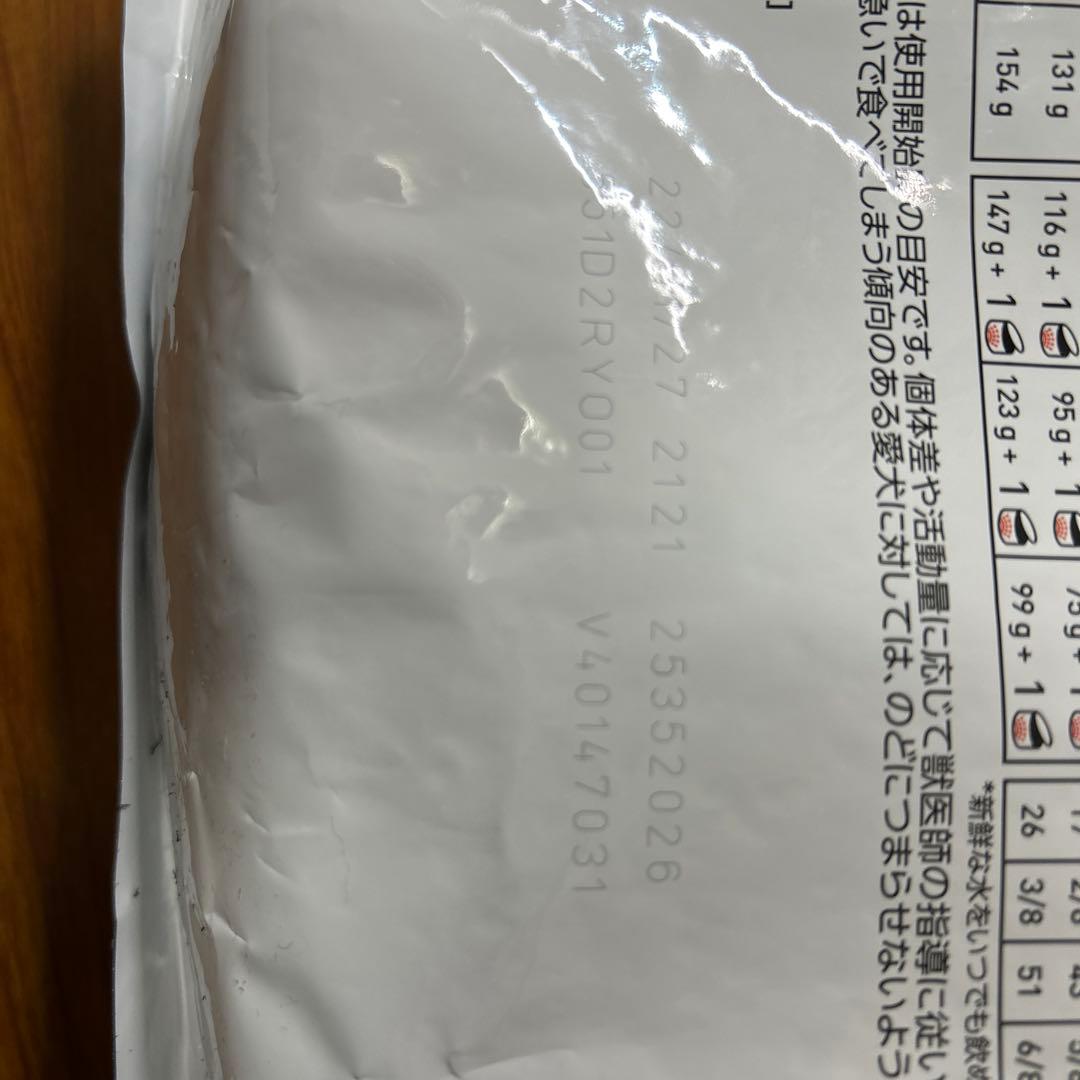 131 g
154 g
116 g + 1
147 g + 1
95 g + 1
123 g + 1
99 g + 1
26
3/8
51
*新鮮な水をいつでも飲め
は使用開始 の目安です。個体差や活動量に応じて獣医師の指導に従い
急いで食べてしまう傾向のある愛犬に対しては、のどにつまらせないよう
]
27 2121 25352026
51D2RY001 V40147031